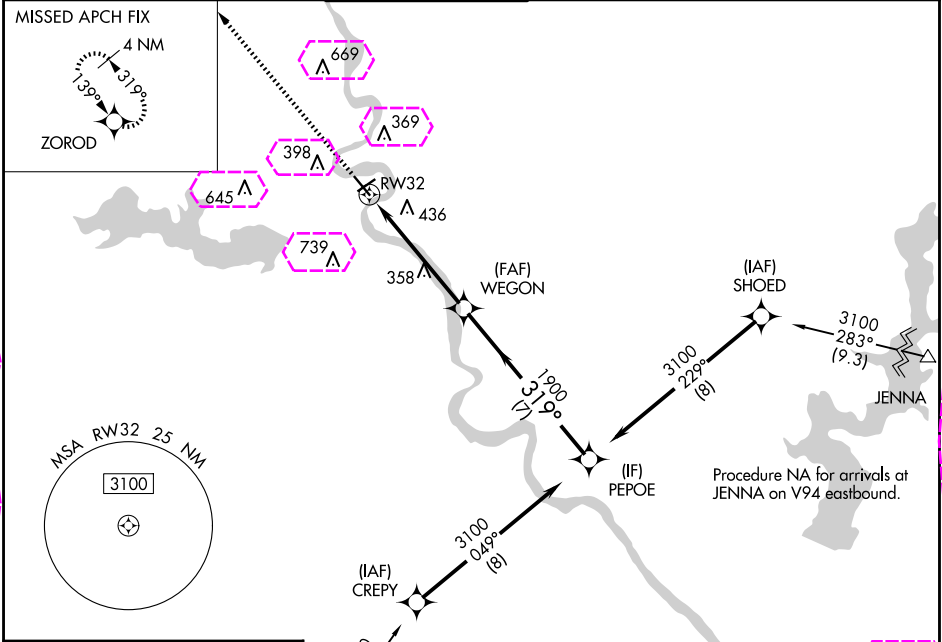 MISSED APCH FIX
4 NM
319°
139°
ZOROD
669
369
398
645
RW32
436
739
358
(FAF)
WEGON
(IAF)
SHOED
3100
283°
(9.3)
JENNA
3100
229°
(8)
1900
319°
(7)
(IF)
PEPOE
Procedure NA for arrivals at
JENNA on V94 eastbound.
MSA RW32 25 NM
3100
3100
049°
(8)
(IAF)
CREPY